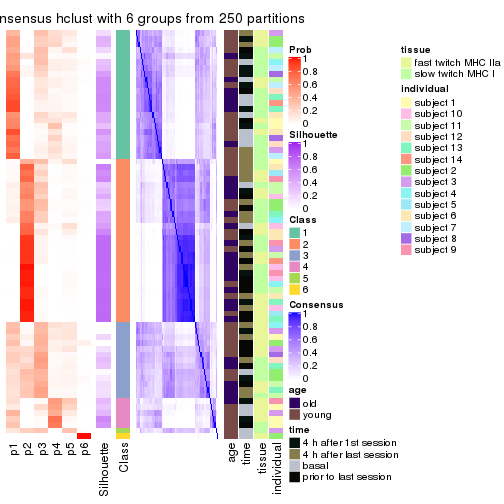 nsensus hclust with 6 groups from 250 partitions
Prob
1
0.8
0.6
0.4
0.2
0
Silhouette
1
0.8
0.6
0.4
0.2
0
Class
1
2
3
4
5
6
Consensus
1
0.8
0.6
0.4
0.2
0
age
old
young
time
4 h after 1st session
4 h after last session
basal
prior to last session
tissue
fast twitch MHC IIa
slow twitch MHC I
individual
subject 1
subject 10
subject 11
subject 12
subject 13
subject 14
subject 2
subject 3
subject 4
subject 5
subject 6
subject 7
subject 8
subject 9
p1
p2
p3
p4
p5
p6
Silhouette
Class
age
time
tissue
individual